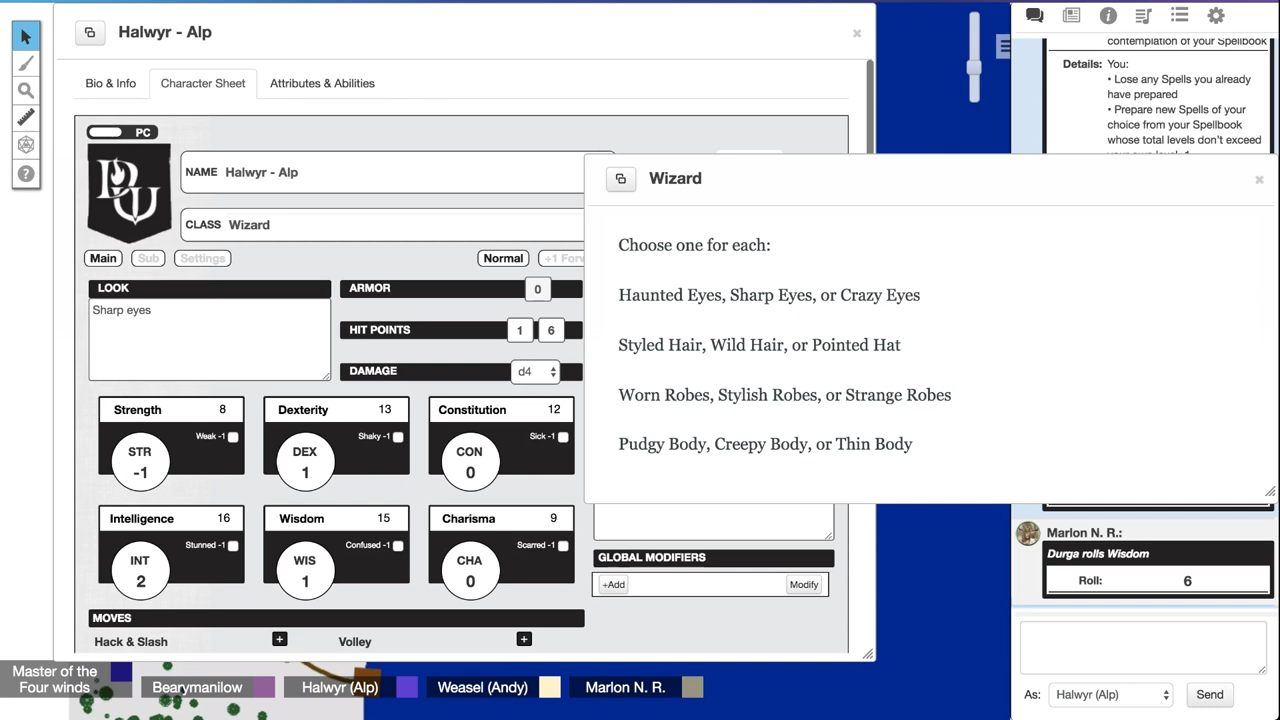 Halwyr - Alp
Bio & Info
Character Sheet
Attributes & Abilities
PC
DU
NAME Halwyr - Alp
CLASS Wizard
Main
Sub
Settings
Normal
+1 Forw
LOOK
Sharp eyes
ARMOR 0
HIT POINTS 1 6
DAMAGE d4
Strength 8
Weak -1
STR
-1
Dexterity 13
Shaky -1
DEX
1
Constitution 12
Sick -1
CON
0
Intelligence 16
Stunned -1
INT
2
Wisdom 15
Confused -1
WIS
1
Charisma 9
Scarred -1
CHA
0
GLOBAL MODIFIERS
+Add
Modify
MOVES
Hack & Slash
Volley
Wizard
Choose one for each:
Haunted Eyes, Sharp Eyes, or Crazy Eyes
Styled Hair, Wild Hair, or Pointed Hat
Worn Robes, Stylish Robes, or Strange Robes
Pudgy Body, Creepy Body, or Thin Body
contemplation of your Spellbook
Details: You:
• Lose any Spells you already
have prepared
• Prepare new Spells of your
choice from your Spellbook
whose total levels don't exceed
Marlon N. R.:
Durga rolls Wisdom
Roll: 6
As: Halwyr (Alp)
Send
Master of the
Four winds
Bearymanilow
Halwyr (Alp)
Weasel (Andy)
Marlon N. R.